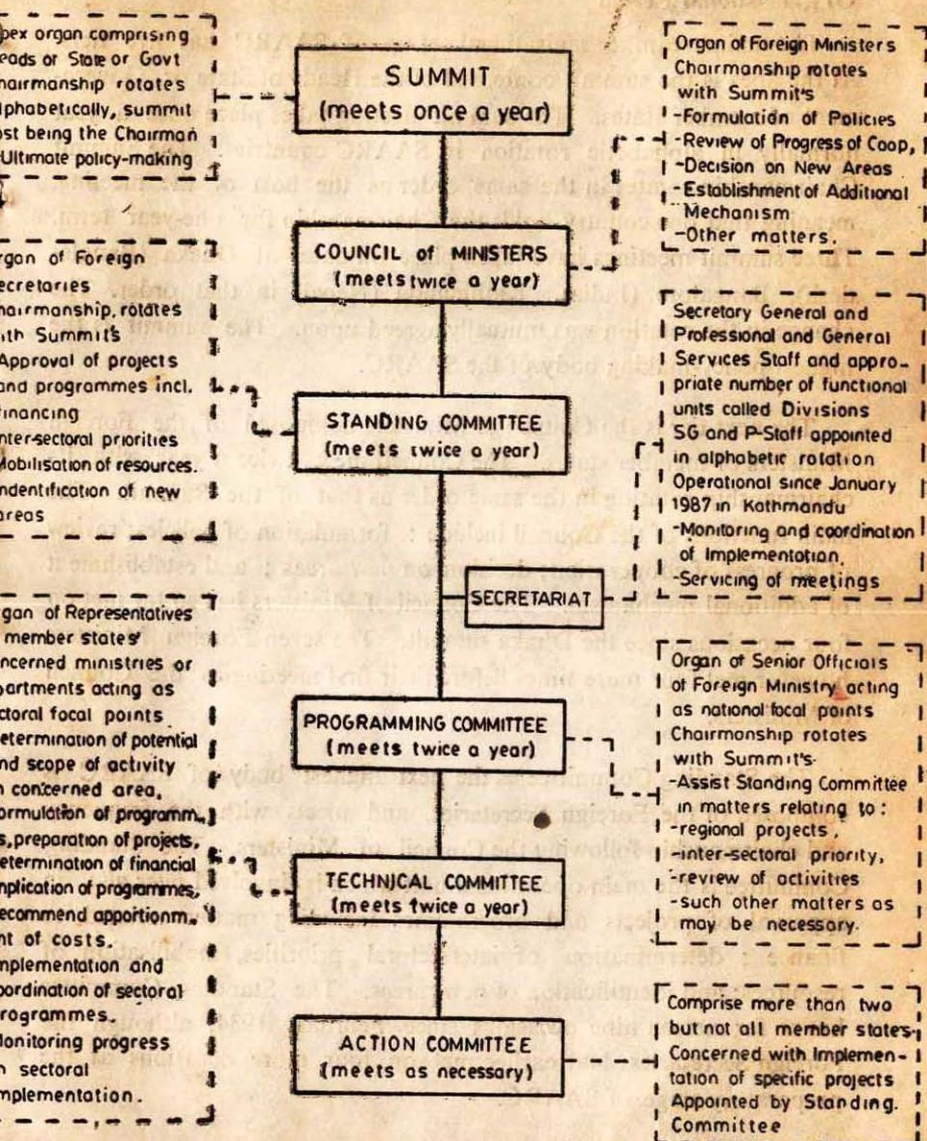 pex organ comprising
eads or State or Govt
hairmanship rotates
lphabetically, summit
ost being the Chairman
-Ultimate policy-making
SUMMIT
(meets once a year)
Organ of Foreign Ministers
Chairmanship rotates
with Summit's
-Formulation of Policies
-Review of Progress of Coop,
-Decision on New Areas
-Establishment of Additional
Mechanism
-Other matters.
COUNCIL of MINISTERS
(meets twice a year)
rgan of Foreign
ecretaries
hairmanship, rotates
ith Summit's
Approval of projects
and programmes incl.
financing
nter-sectoral priorities
Mobilisation of resources.
ndentification of new
areas
STANDING COMMITTEE
(meets twice a year)
Secretary General and
Professional and General
Services Staff and appro-
priate number of functional
units called Divisions
SG and P-Staff appointed
in alphabetic rotation
Operational since January
1987 in Kathmandu
-Monitoring and coordination
of Implementation.
-Servicing of meetings
SECRETARIAT
rgan of Representatives
member states'
ncerned ministries or
partments acting as
ctoral focal points
etermination of potential
nd scope of activity
n concerned area,
ormulation of programm,
s, preparation of projects,
etermination of financial
mplication of programmes,
ecommend apportionm,
nt of costs.
mplementation and
oordination of sectoral
rogrammes.
Monitoring progress
n sectoral
mplementation.
PROGRAMMING COMMITTEE
(meets twice a year)
Organ of Senior Officials
of Foreign Ministry acting
as national focal points
Chairmanship rotates
with Summit's.
-Assist Standing Committee
in matters relating to:
-regional projects,
-inter-sectoral priority,
-review of activities
-such other matters as
may be necessary.
TECHNICAL COMMITTEE
(meets twice a year)
ACTION COMMITTEE
(meets as necessary)
Comprise more than two
but not all member states.
Concerned with Implemen-
tation of specific projects
Appointed by Standing.
Committee